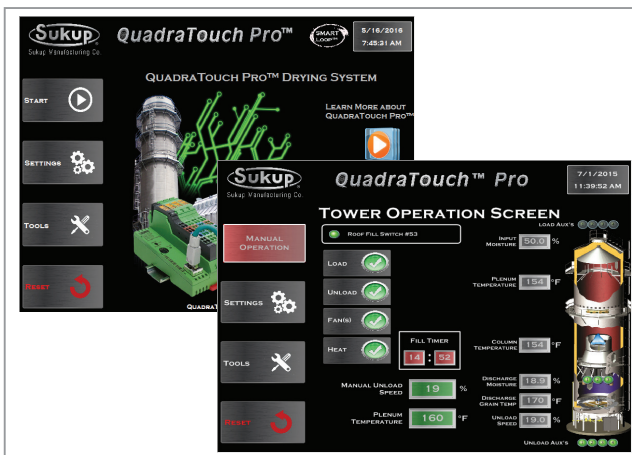 Sukup®
Sukup Manufacturing Co.
QuadraTouch Pro™
SMART
LOOP™
5/16/2016
7:45:31 AM
QuadraTouch Pro™ Drying System
Start
Settings
Tools
Reset
Learn More about
QuadraTouch Pro™
Sukup®
Sukup Manufacturing Co.
QuadraTouch™ Pro
7/1/2015
11:39:52 AM
Tower Operation Screen
Load Aux's
Manual
Operation
Settings
Tools
Reset
Roof Fill Switch #53
Load
Unload
Fan(s)
Heat
Fill Timer
14 : 52
Manual Unload
Speed 19 %
Plenum
Temperature 160 °F
Input
Moisture 50.0 %
Plenum
Temperature 154 °F
Column
Temperature 154 °F
Discharge
Moisture 18.9 %
Discharge
Grain Temp 170 °F
Unload
Speed 19.0 %
Unload Aux's